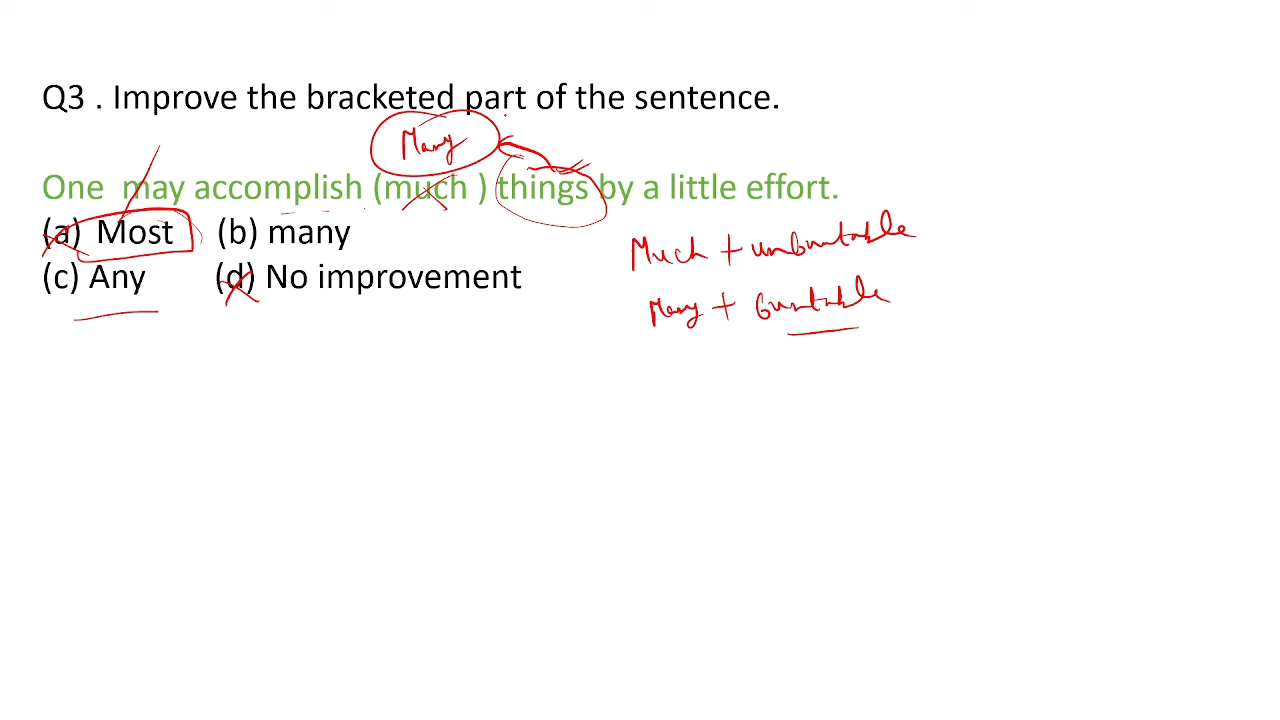 Q3 . Improve the bracketed part of the sentence.
Many
One may accomplish (much ) things by a little effort.
(a) Most (b) many
Much + uncountable
(c) Any (d) No improvement
Many + Countable